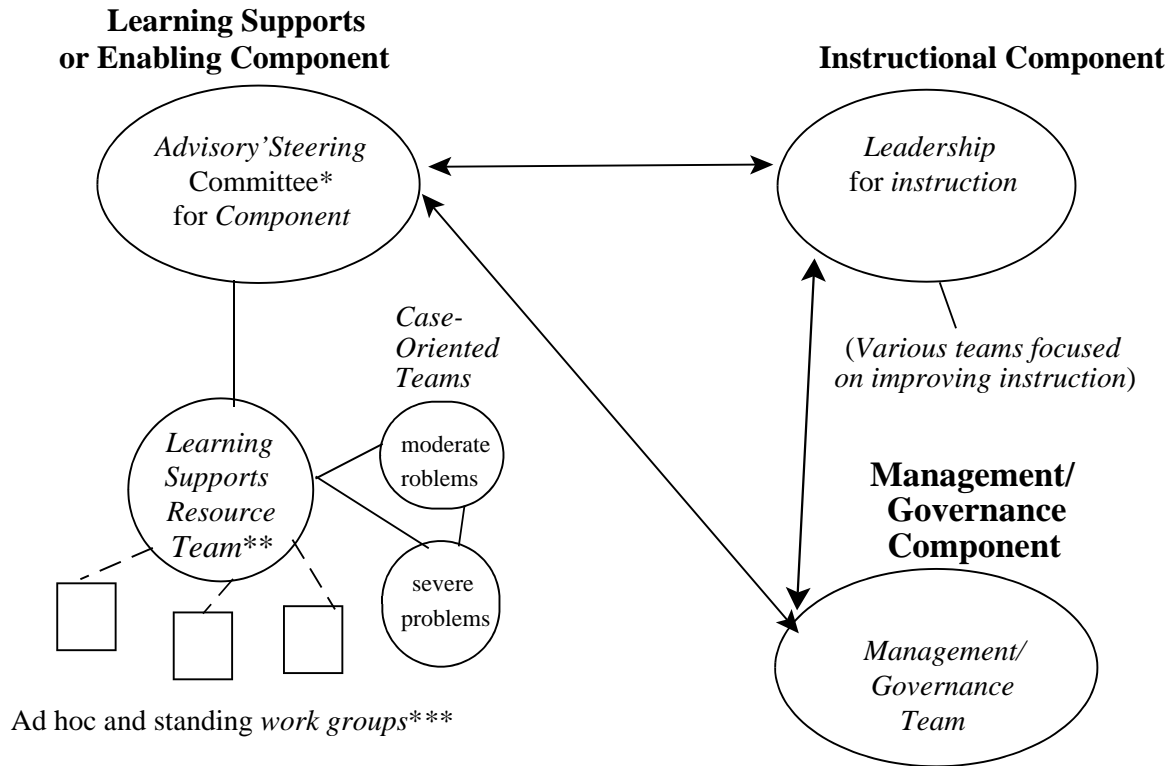 Learning Supports
or Enabling Component
Instructional Component
Advisory'Steering
Committee*
for Component
Leadership
for instruction
Case-
Oriented
Teams
(Various teams focused
on improving instruction)
Learning
Supports
Resource
Team**
moderate
roblems
severe
problems
Management/
Governance
Component
Management/
Governance
Team
Ad hoc and standing work groups***